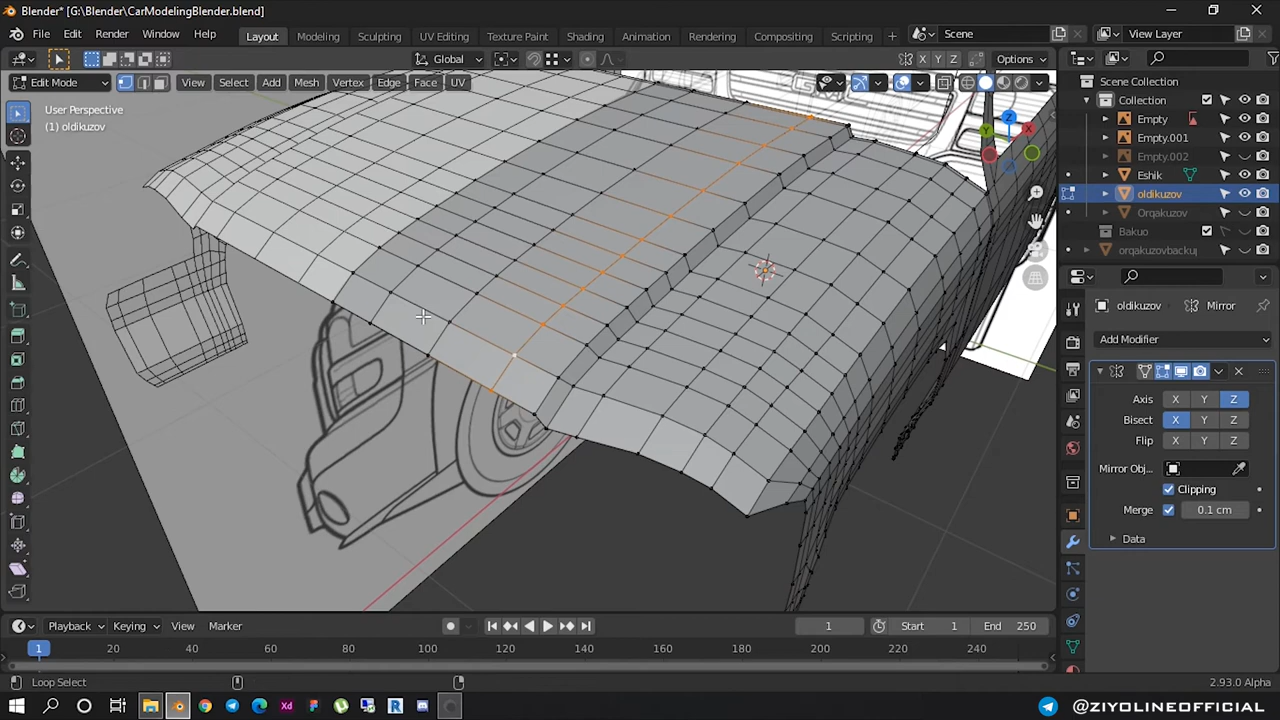 Blender* [G:\Blender\CarModelingBlender.blend]
File Edit Render Window Help Layout Modeling Sculpting UV Editing Texture Paint Shading Animation Rendering Compositing Scripting + Scene View Layer
Global X Y Z Options
Edit Mode View Select Add Mesh Vertex Edge Face UV
User Perspective
(1) oldikuzov
Z
Y
X
Scene Collection
Collection
Empty
Empty.001
Empty.002
Eshik
oldikuzov
Orqakuzov
Bakuo
orqakuzovbackuj
oldikuzov Mirror
Add Modifier
Axis X Y Z
Bisect X Y Z
Flip X Y Z
Mirror Obj...
Clipping
Merge 0.1 cm
Data
Playback Keying View Marker 1 Start 1 End 250
1 20 40 60 80 100 120 140 160 180 200 220 240
Loop Select 2.93.0 Alpha
Xd R @ZIYOLINEOFFICIAL